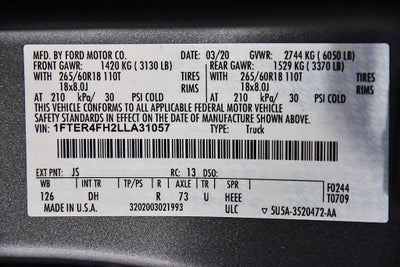 MFD. BY FORD MOTOR CO.
DATE: 03/20 GVWR: 2744 KG (6050 LB)
FRONT GAWR: 1420 KG (3130 LB) REAR GAWR: 1529 KG (3370 LB)
WITH 265/60R18 110T WITH 265/60R18 110T
18x8.0J 18x8.0J
AT 210 kPa/ 30 PSI COLD AT 210 kPa/ 30 PSI COLD
THIS VEHICLE CONFORMS TO ALL APPLICABLE FEDERAL MOTOR VEHICLE
SAFETY STANDARDS IN EFFECT ON THE DATE OF MANUFACTURE SHOWN ABOVE.
VIN: 1FTER4FH2LLA31057 TYPE: Truck
EXT PNT: JS RC: 13 DSO:
WB INT TR TP/PS R AXLE TR SPR
126 DH R 73 U HEEE
F0244
T0709
MADE IN U.S.A. 3202003021993 ULC 5U5A-3520472-AA